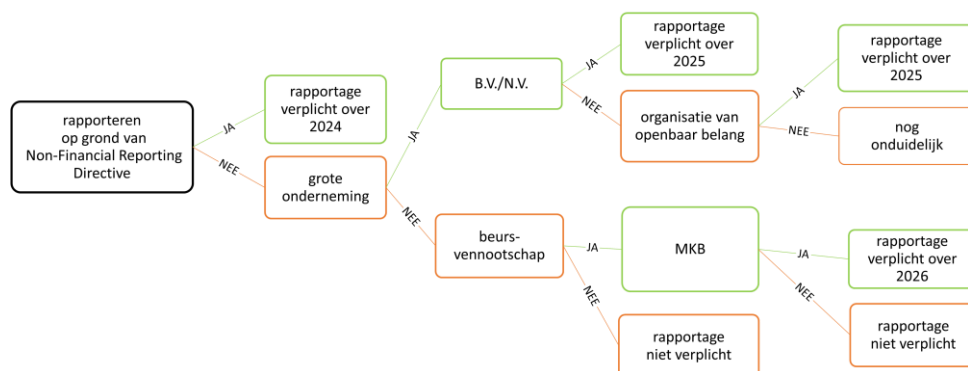 rapporteren
op grond van
Non-Financial Reporting
Directive
JA
NEE
rapportage
verplicht over
2024
grote
onderneming
JA
NEE
B.V./N.V.
JA
NEE
rapportage
verplicht over
2025
organisatie van
openbaar belang
JA
NEE
rapportage
verplicht over
2025
nog
onduidelijk
beurs-
vennootschap
JA
NEE
MKB
JA
NEE
rapportage
verplicht over
2026
rapportage
niet verplicht
rapportage
niet verplicht